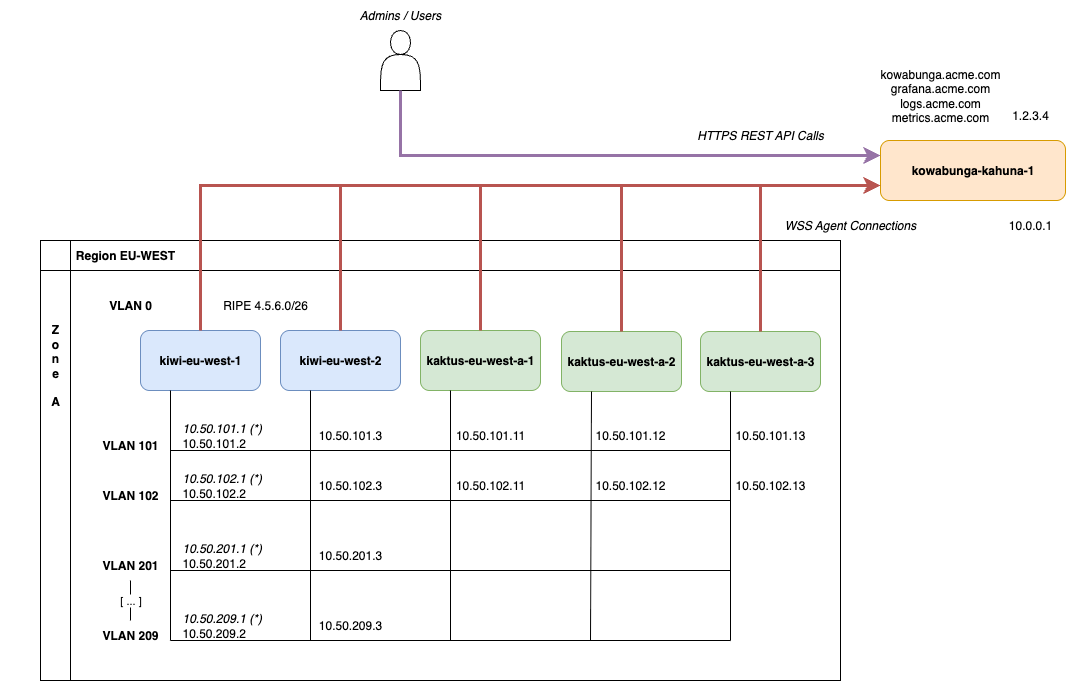 Admins / Users
kowabunga.acme.com
grafana.acme.com
logs.acme.com
metrics.acme.com
1.2.3.4
HTTPS REST API Calls
kowabunga-kahuna-1
WSS Agent Connections
10.0.0.1
Region EU-WEST
Zone A
VLAN 0
RIPE 4.5.6.0/26
kiwi-eu-west-1
kiwi-eu-west-2
kaktus-eu-west-a-1
kaktus-eu-west-a-2
kaktus-eu-west-a-3
VLAN 101
10.50.101.1 (*)
10.50.101.2
10.50.101.3
10.50.101.11
10.50.101.12
10.50.101.13
VLAN 102
10.50.102.1 (*)
10.50.102.2
10.50.102.3
10.50.102.11
10.50.102.12
10.50.102.13
VLAN 201
10.50.201.1 (*)
10.50.201.2
10.50.201.3
[ ... ]
VLAN 209
10.50.209.1 (*)
10.50.209.2
10.50.209.3